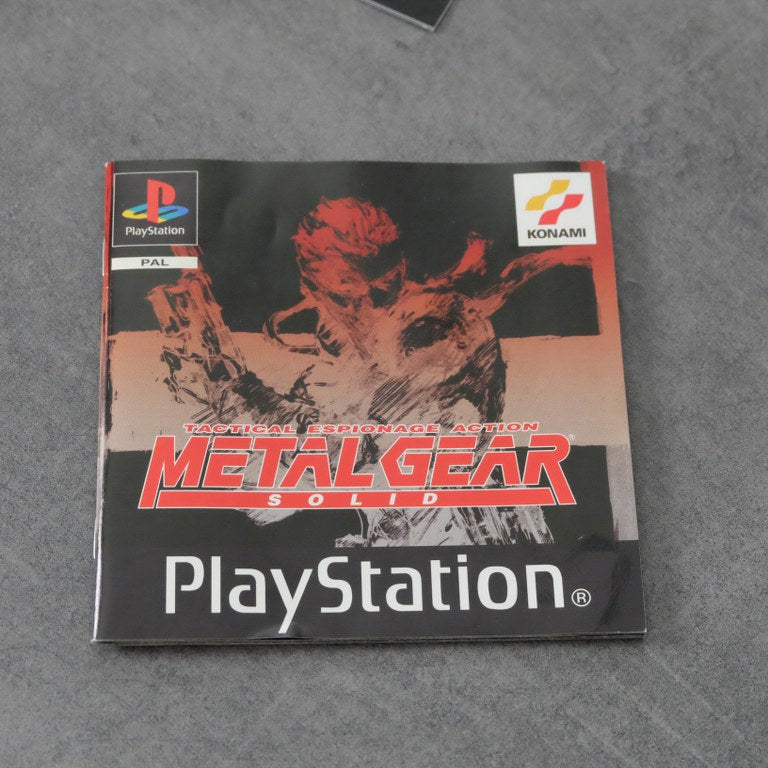 PlayStation
PAL
KONAMI
TACTICAL ESPIONAGE ACTION
METAL GEAR
SOLID
PlayStation®